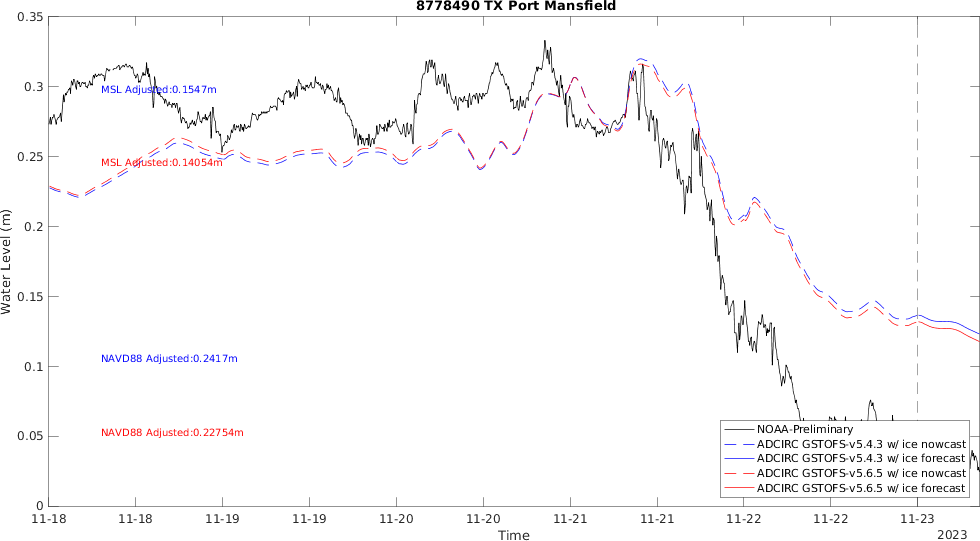 8778490 TX Port Mansfield
0.35
0.3
0.25
0.2
0.15
0.1
0.05
0
Water Level (m)
MSL Adjusted:0.1547m
MSL Adjusted:0.14054m
NAVD88 Adjusted:0.2417m
NAVD88 Adjusted:0.22754m
NOAA-Preliminary
ADCIRC GSTOFS-v5.4.3 w/ ice nowcast
ADCIRC GSTOFS-v5.4.3 w/ ice forecast
ADCIRC GSTOFS-v5.6.5 w/ ice nowcast
ADCIRC GSTOFS-v5.6.5 w/ ice forecast
11-18 11-18 11-19 11-19 11-20 11-20 11-21 11-21 11-22 11-22 11-23
Time
2023